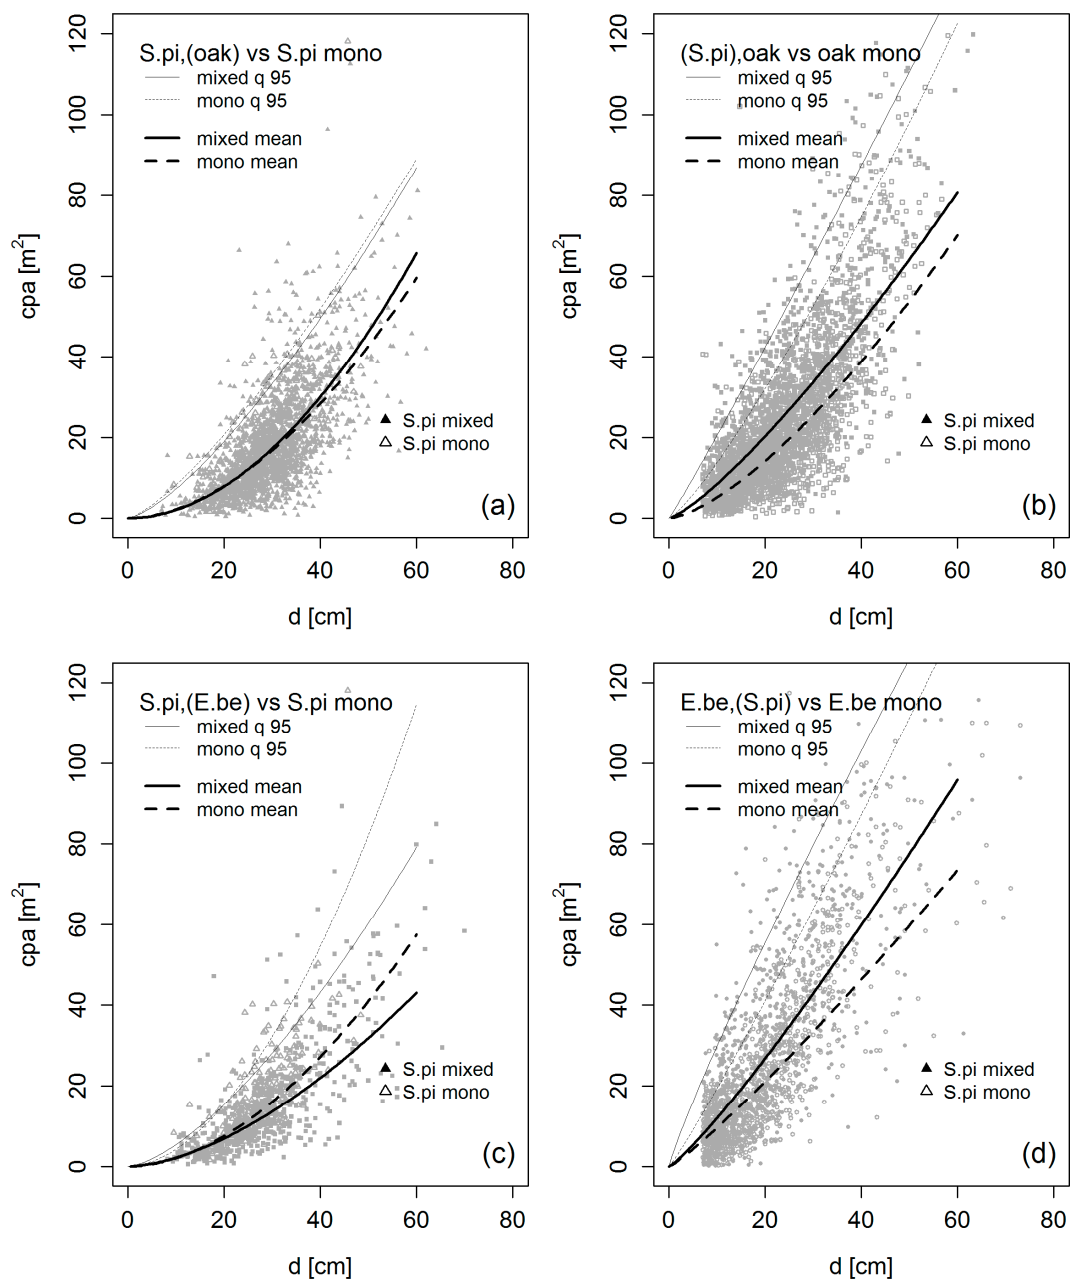 S.pi,(oak) vs S.pi mono
mixed q 95
mono q 95
mixed mean
mono mean
S.pi mixed
S.pi mono
(a)
cpa [m²]
0 20 40 60 80 100 120
0 20 40 60 80
d [cm]
(S.pi),oak vs oak mono
mixed q 95
mono q 95
mixed mean
mono mean
S.pi mixed
S.pi mono
(b)
cpa [m²]
0 20 40 60 80 100 120
0 20 40 60 80
d [cm]
S.pi,(E.be) vs S.pi mono
mixed q 95
mono q 95
mixed mean
mono mean
S.pi mixed
S.pi mono
(c)
cpa [m²]
0 20 40 60 80 100 120
0 20 40 60 80
d [cm]
E.be,(S.pi) vs E.be mono
mixed q 95
mono q 95
mixed mean
mono mean
S.pi mixed
S.pi mono
(d)
cpa [m²]
0 20 40 60 80 100 120
0 20 40 60 80
d [cm]